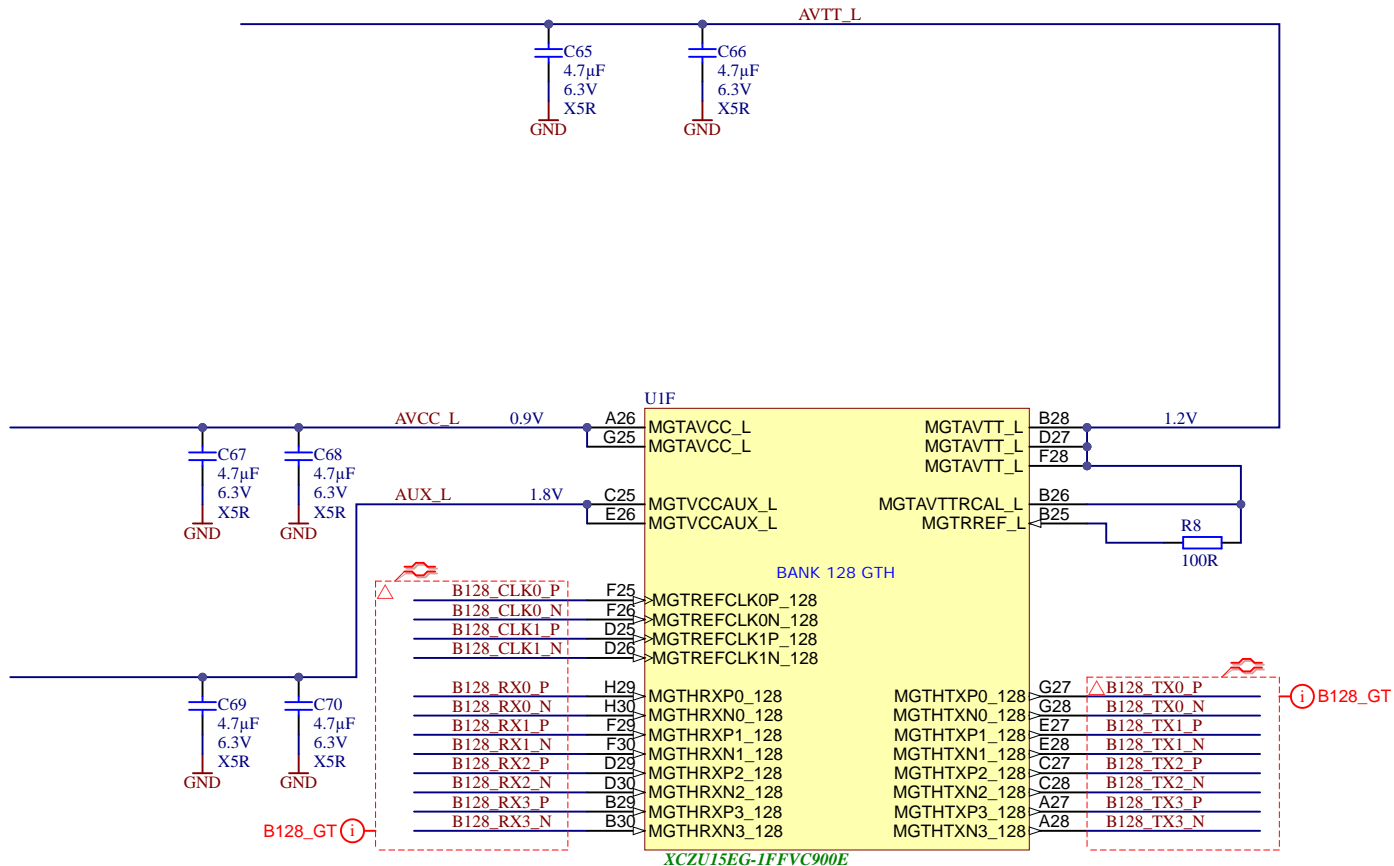 AVTT_L
C65
4.7µF
6.3V
X5R
GND
C66
4.7µF
6.3V
X5R
GND
U1F
AVCC_L 0.9V A26 MGTAVCC_L
G25 MGTAVCC_L
C67
4.7µF
6.3V
X5R
GND
C68
4.7µF
6.3V
X5R
GND
AUX_L 1.8V C25 MGTVCCAUX_L
E26 MGTVCCAUX_L
MGTAVTT_L B28 1.2V
MGTAVTT_L D27
MGTAVTT_L F28
MGTAVTTRCAL_L B26
MGTRREF_L B25
R8
100R
BANK 128 GTH
B128_CLK0_P F25 MGTREFCLK0P_128
B128_CLK0_N F26 MGTREFCLK0N_128
B128_CLK1_P D25 MGTREFCLK1P_128
B128_CLK1_N D26 MGTREFCLK1N_128
C69
4.7µF
6.3V
X5R
GND
C70
4.7µF
6.3V
X5R
GND
B128_RX0_P H29 MGTHRXP0_128
B128_RX0_N H30 MGTHRXN0_128
B128_RX1_P F29 MGTHRXP1_128
B128_RX1_N F30 MGTHRXN1_128
B128_RX2_P D29 MGTHRXP2_128
B128_RX2_N D30 MGTHRXN2_128
B128_RX3_P B29 MGTHRXP3_128
B128_RX3_N B30 MGTHRXN3_128
B128_GT i
MGTHTXP0_128 G27 B128_TX0_P
MGTHTXN0_128 G28 B128_TX0_N
MGTHTXP1_128 E27 B128_TX1_P
MGTHTXN1_128 E28 B128_TX1_N
MGTHTXP2_128 C27 B128_TX2_P
MGTHTXN2_128 C28 B128_TX2_N
MGTHTXP3_128 A27 B128_TX3_P
MGTHTXN3_128 A28 B128_TX3_N
i B128_GT
XCZU15EG-1FFVC900E